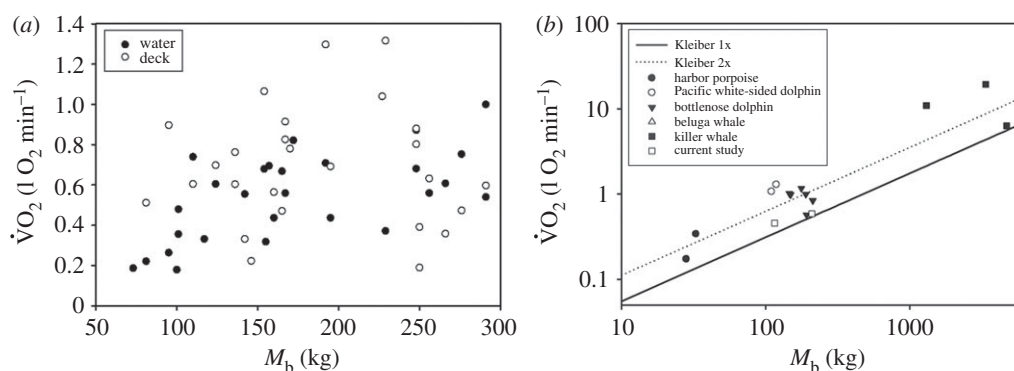 (a)
1.4
1.2
1.0
0.8
0.6
0.4
0.2
0
V̇O₂ (l O₂ min⁻¹)
water
deck
50 100 150 200 250 300
M_b (kg)
(b)
100
10
1
0.1
V̇O₂ (l O₂ min⁻¹)
Kleiber 1x
Kleiber 2x
harbor porpoise
Pacific white-sided dolphin
bottlenose dolphin
beluga whale
killer whale
current study
10 100 1000
M_b (kg)